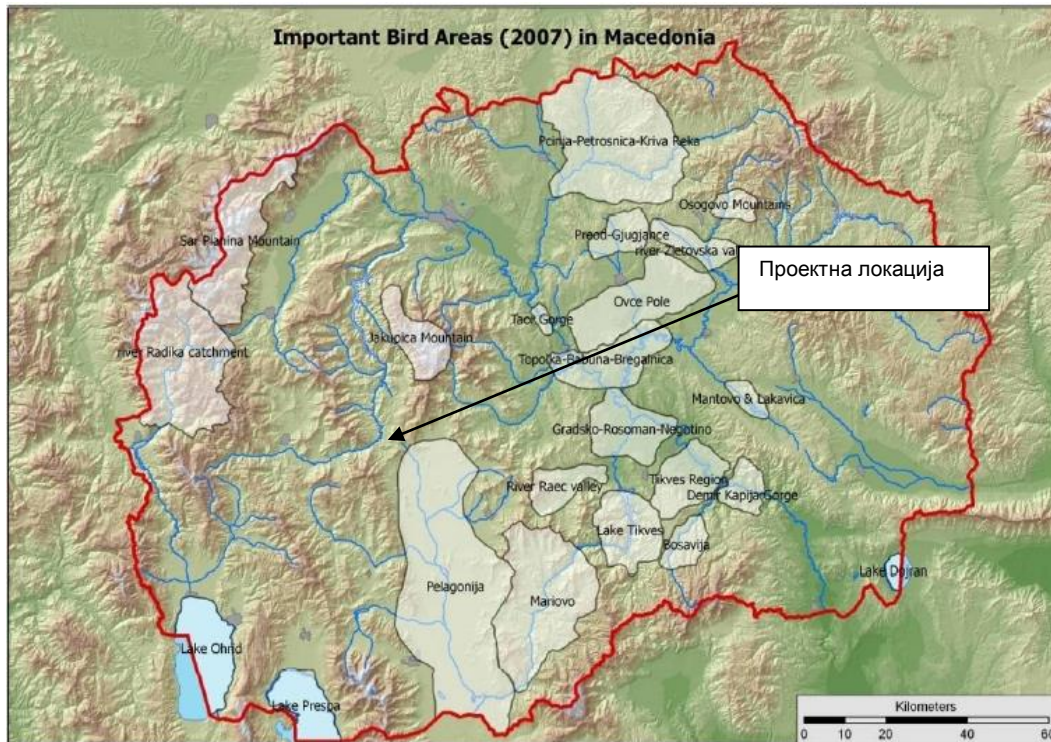 Important Bird Areas (2007) in Macedonia
Pcinja-Petrosnica-Kriva Reka
Osogovo Mountains
Preod-Gjugjance
river Zletovska va
Проектна локација
Sar Planina Mountain
Ovce Pole
Taor Gorge
Jakupica Mountain
river Radika catchment
Topolka-Babuna-Bregalnica
Mantovo & Lakavica
Gradsko-Rosoman-Negotino
River Raec valley
Tikves Region
Demir Kapija Gorge
Lake Tikves
Bosavija
Lake Dojran
Pelagonija
Mariovo
Lake Ohrid
Lake Prespa
Kilometers
0 10 20 40 60